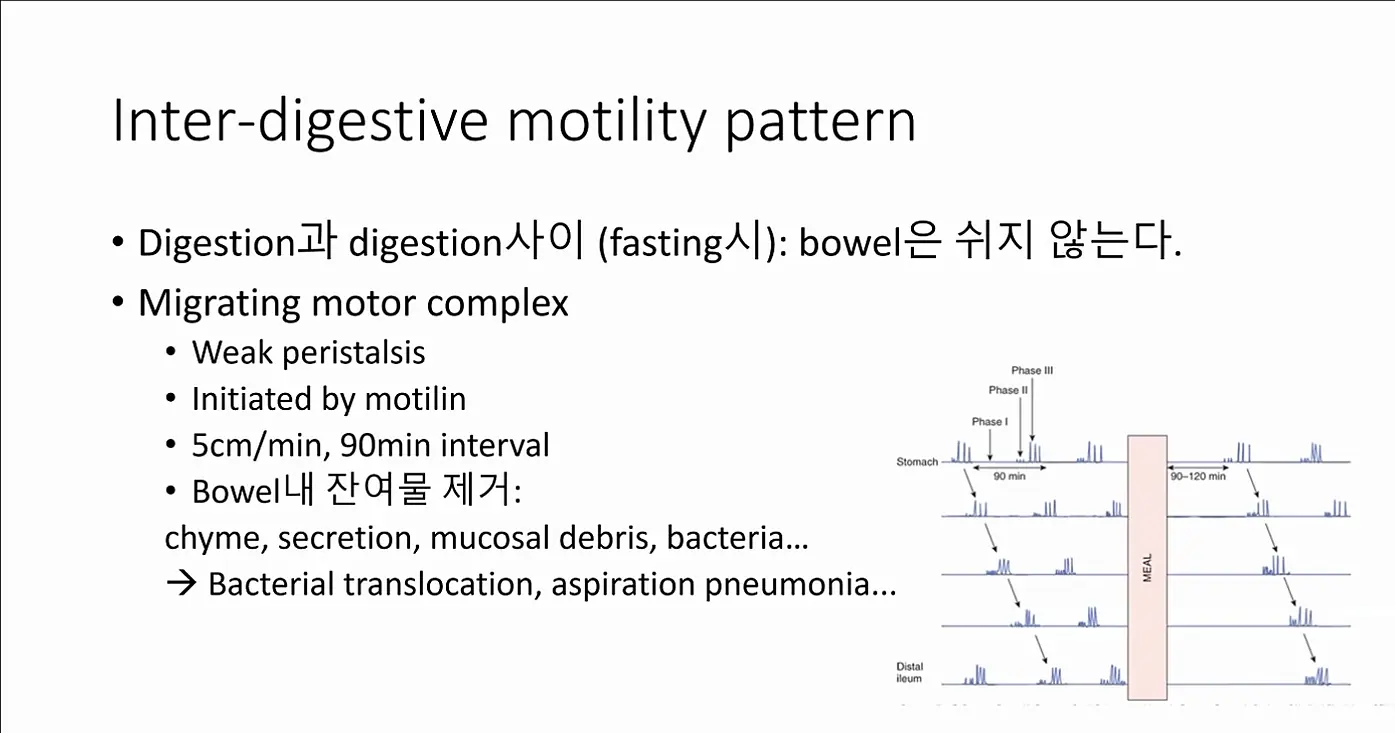 Inter-digestive motility pattern
• Digestion과 digestion사이 (fasting시): bowel은 쉬지 않는다.
• Migrating motor complex
• Weak peristalsis
• Initiated by motilin
• 5cm/min, 90min interval
• Bowel내 잔여물 제거:
chyme, secretion, mucosal debris, bacteria...
→ Bacterial translocation, aspiration pneumonia...
Phase III
Phase II
Phase I
Stomach
90 min
90–120 min
MEAL
Distal
ileum